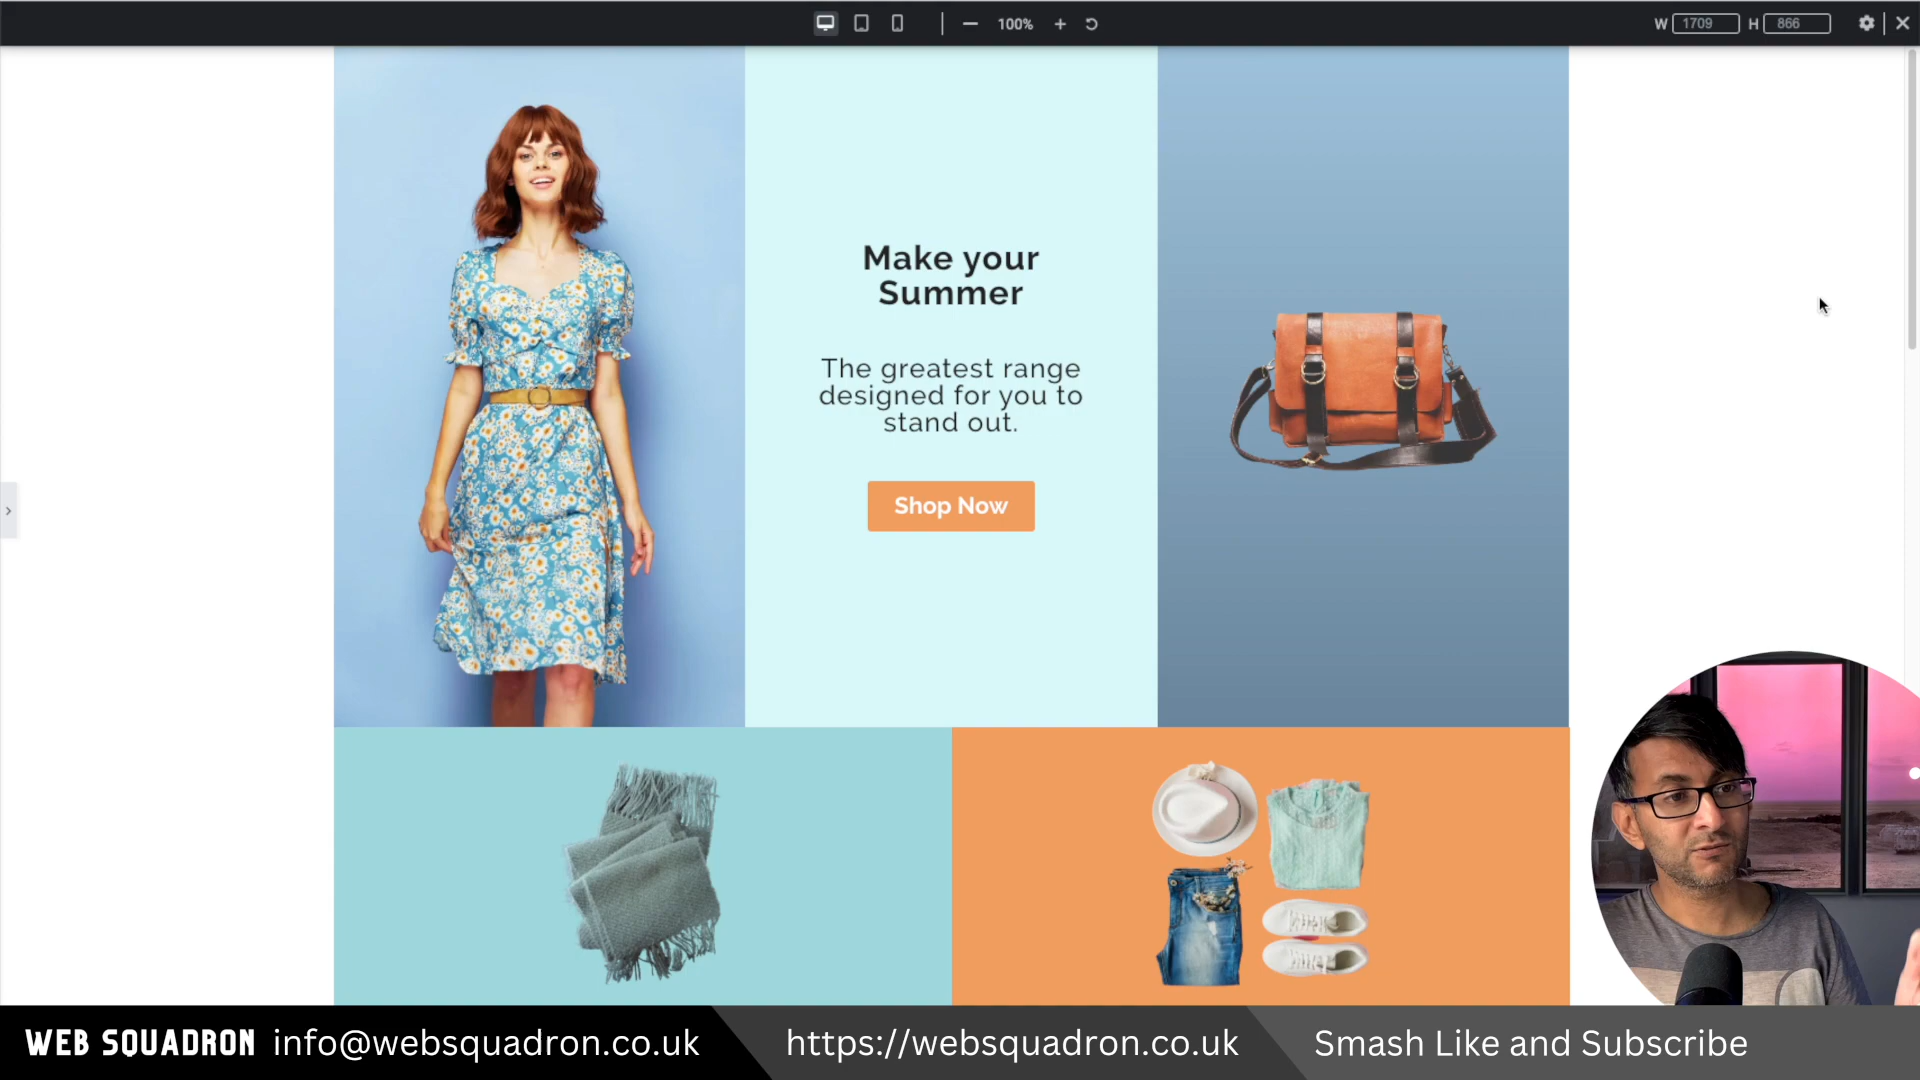 100%
W 1709 H 866
Make your
Summer
The greatest range
designed for you to
stand out.
Shop Now
WEB SQUADRON info@websquadron.co.uk https://websquadron.co.uk Smash Like and Subscribe